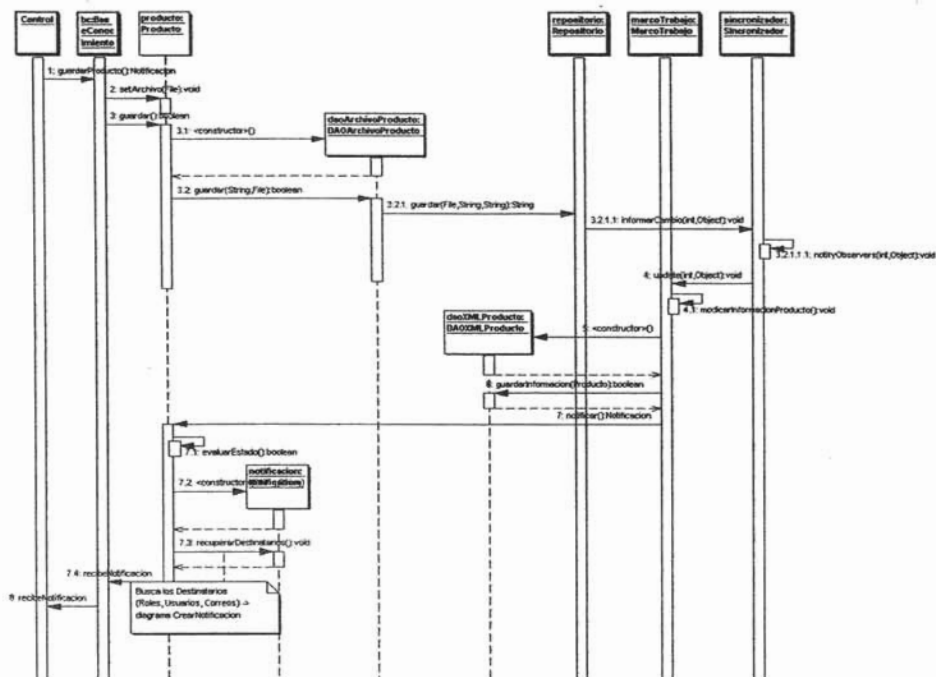 Control
bc:Bas
eConoc
imiento
producto:
Producto
repositorio:
Repositorio
marcoTrabajo:
MarcoTrabajo
sincronizador:
Sincronizador
1: guardarProducto():Notificacion
2: setArchivo(File):void
3: guardar():boolean
3.1: <constructor>()
daoArchivoProducto:
DAOArchivoProducto
3.2: guardar(String,File):boolean
3.2.1: guardar(File,String,String):String
3.2.1.1: informarCambio(int,Object):void
3.2.1.1.1: notityObservers(int,Object):void
4: update(int,Object):void
4.1: modicarInformacionProducto():void
daoXMLProducto:
DAOXMLProducto
5: <constructor>()
6: guardarInformacion(Producto):boolean
7: notificar():Notificacion
7.1: evaluarEstado():boolean
notificacion:
7.2: <constructor
7.3: recuperarDestinatarios():void
7.4: recibeNotificacion
Busca los Destinatarios
(Roles,Usuarios,Correos) ->
diagrama CrearNotificacion
8: recibeNotificacion